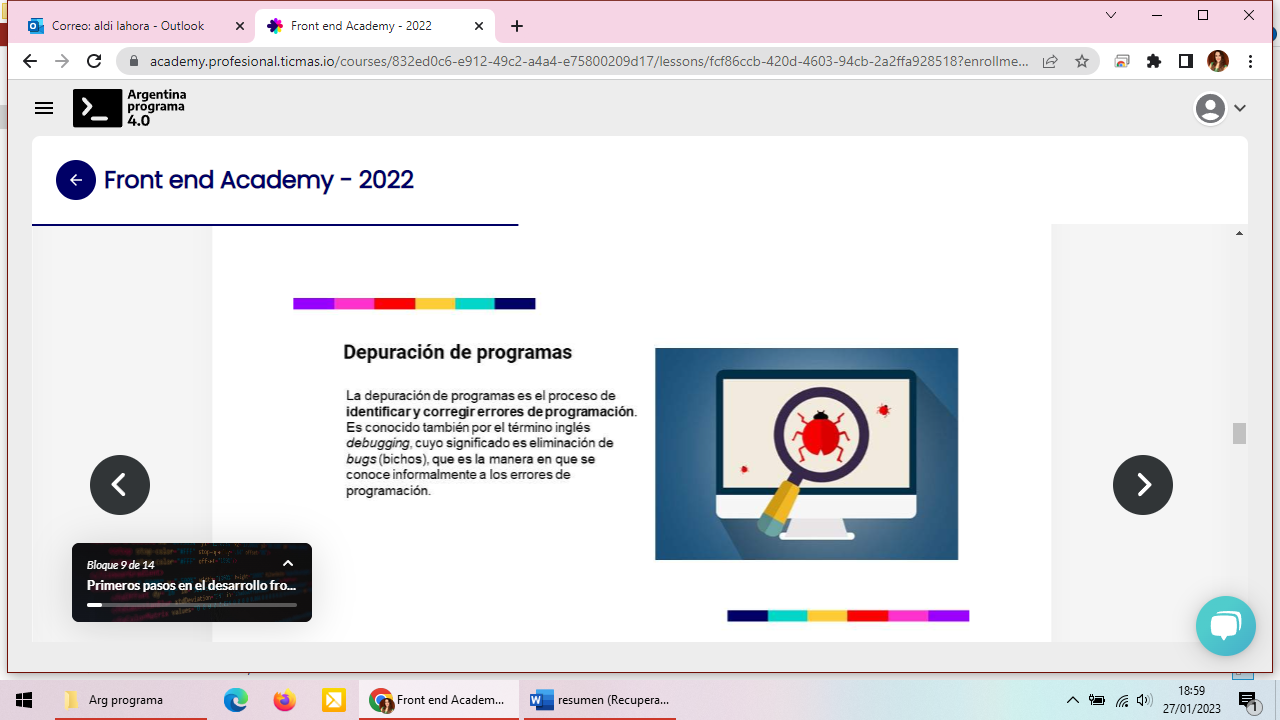 Correo: aldi lahora - Outlook
Front end Academy - 2022
academy.profesional.ticmas.io/courses/832ee0c6-e912-49c2-a4a4-e75800209d17/lessons/fcf86ccb-420d-4603-94cb-2a2ffa928518?enrollme...
Argentina
programa
4.0
Front end Academy - 2022
Depuración de programas
La depuración de programas es el proceso de
identificar y corregir errores de programación.
Es conocido también por el término inglés
debugging, cuyo significado es eliminación de
bugs (bichos), que es la manera en que se
conoce informalmente a los errores de
programación.
Bloque 9 de 14
Primeros pasos en el desarrollo fro...
Arg programa
Front end Academ...
resumen (Recupera...
18:59
27/01/2023
1